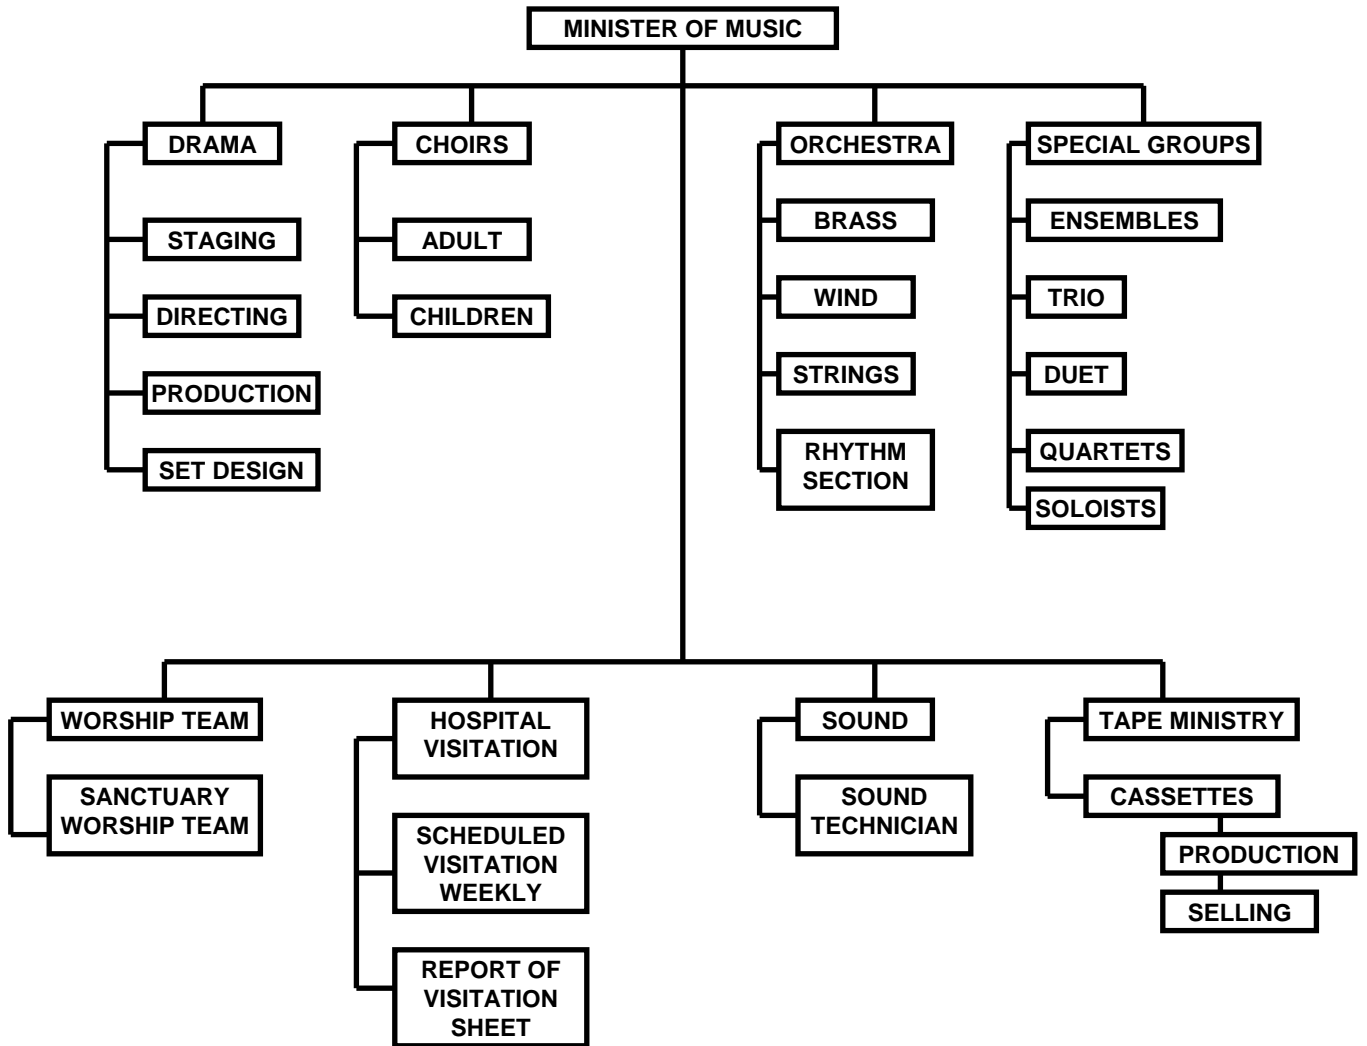 MINISTER OF MUSIC
DRAMA
STAGING
DIRECTING
PRODUCTION
SET DESIGN
CHOIRS
ADULT
CHILDREN
ORCHESTRA
BRASS
WIND
STRINGS
RHYTHM
SECTION
SPECIAL GROUPS
ENSEMBLES
TRIO
DUET
QUARTETS
SOLOISTS
WORSHIP TEAM
SANCTUARY
WORSHIP TEAM
HOSPITAL
VISITATION
SCHEDULED
VISITATION
WEEKLY
REPORT OF
VISITATION
SHEET
SOUND
SOUND
TECHNICIAN
TAPE MINISTRY
CASSETTES
PRODUCTION
SELLING